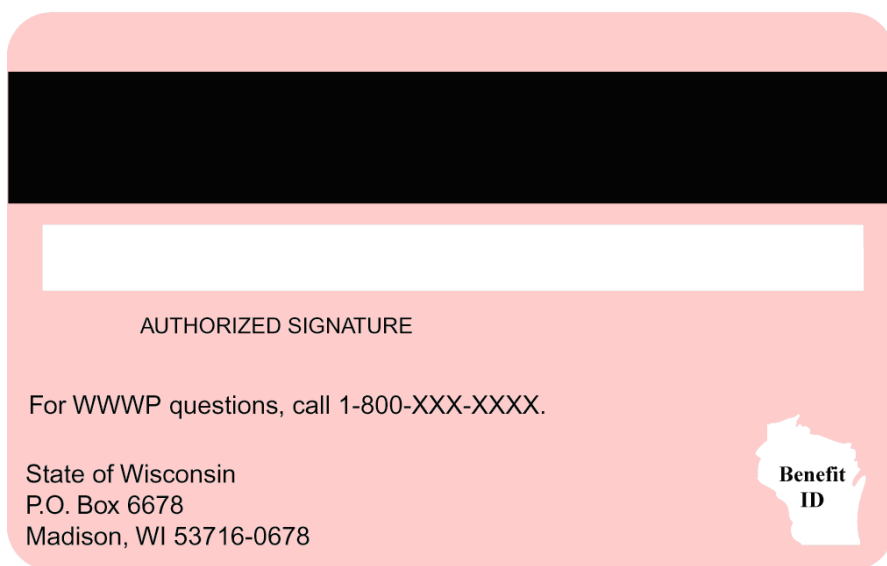 AUTHORIZED SIGNATURE
For WWWP questions, call 1-800-XXX-XXXX.
State of Wisconsin
P.O. Box 6678
Madison, WI 53716-0678
Benefit
ID